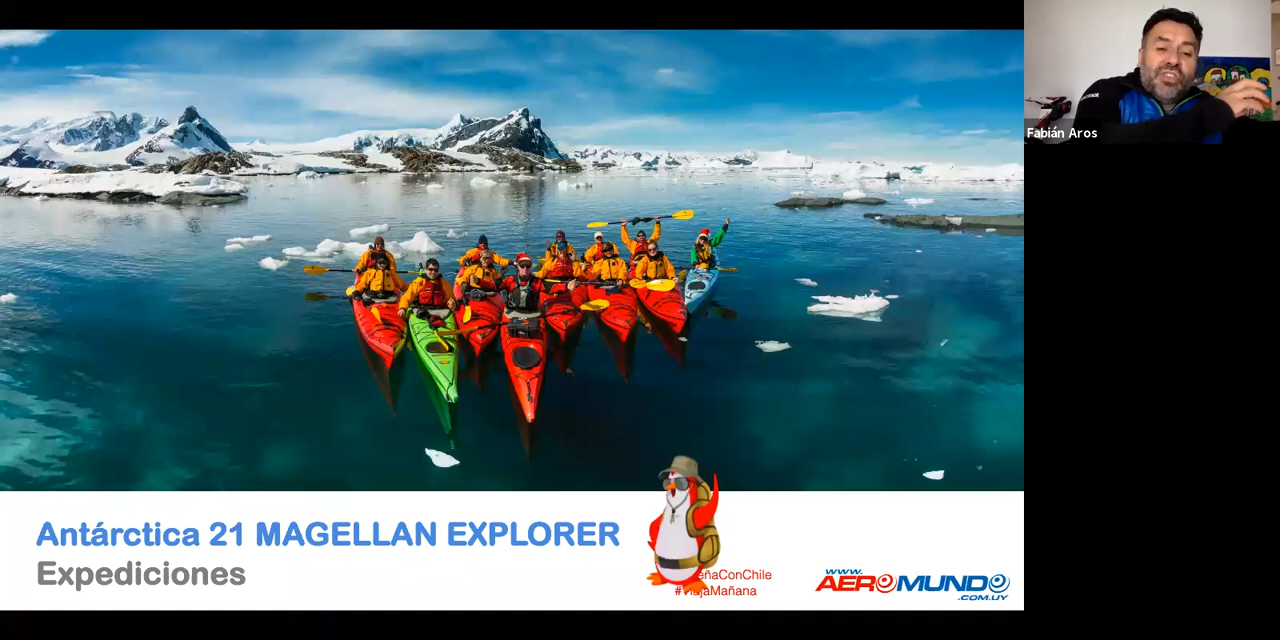 Fabián Aros
Antárctica 21 MAGELLAN EXPLORER
Expediciones
#ViajaMañana
WWW.
AEROMUNDO
.COM.UY